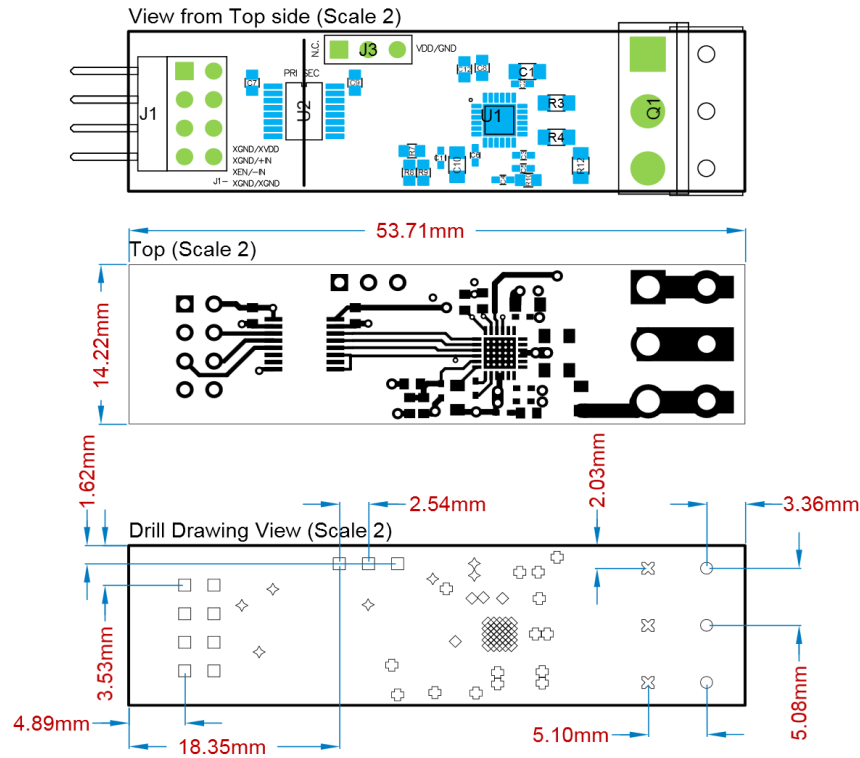 View from Top side (Scale 2)
N.C.
J3
VDD/GND
PRI SEC
C7
U2
J1
C1
U1
R3
R4
Q1
R7
C10
R12
XGND/XVDD
XGND/+IN
XEN/-IN
J1- XGND/XGND
53.71mm
Top (Scale 2)
14.22mm
1.62mm
2.54mm
2.03mm
3.36mm
Drill Drawing View (Scale 2)
3.53mm
4.89mm
18.35mm
5.10mm
5.08mm